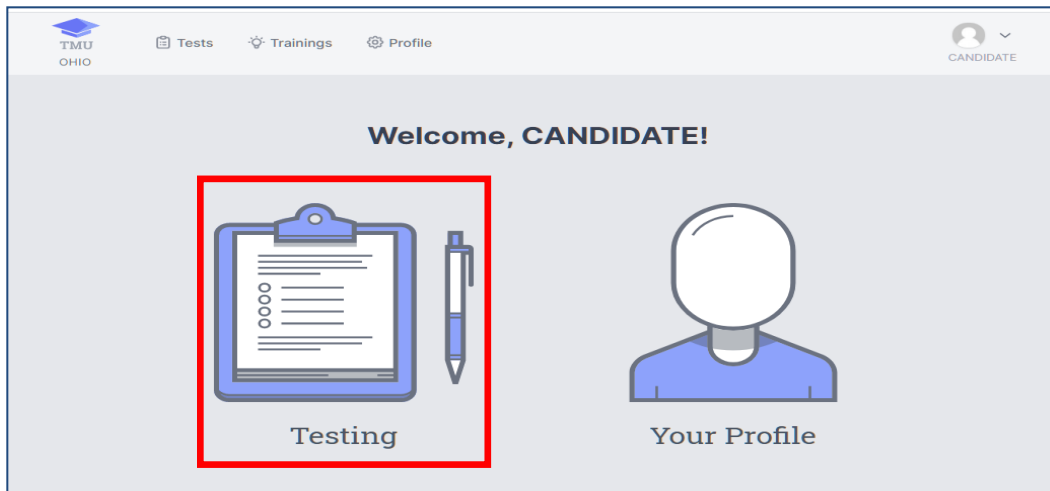 TMU
OHIO
Tests
Trainings
Profile
CANDIDATE
Welcome, CANDIDATE!
Testing
Your Profile